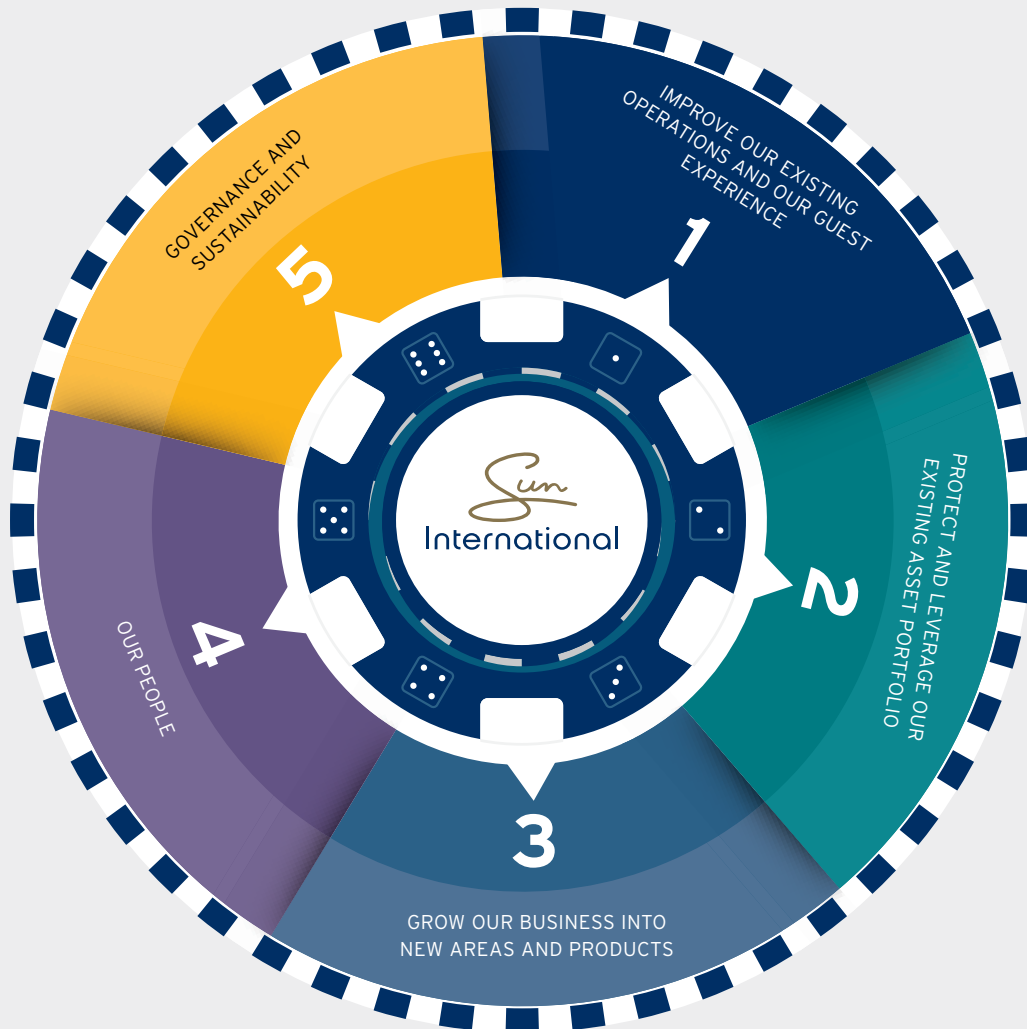 IMPROVE OUR EXISTING
OPERATIONS AND OUR GUEST
EXPERIENCE
1
PROTECT AND LEVERAGE OUR
EXISTING ASSET PORTFOLIO
2
3
GROW OUR BUSINESS INTO
NEW AREAS AND PRODUCTS
4
OUR PEOPLE
GOVERNANCE AND
SUSTAINABILITY
5
Sun
International